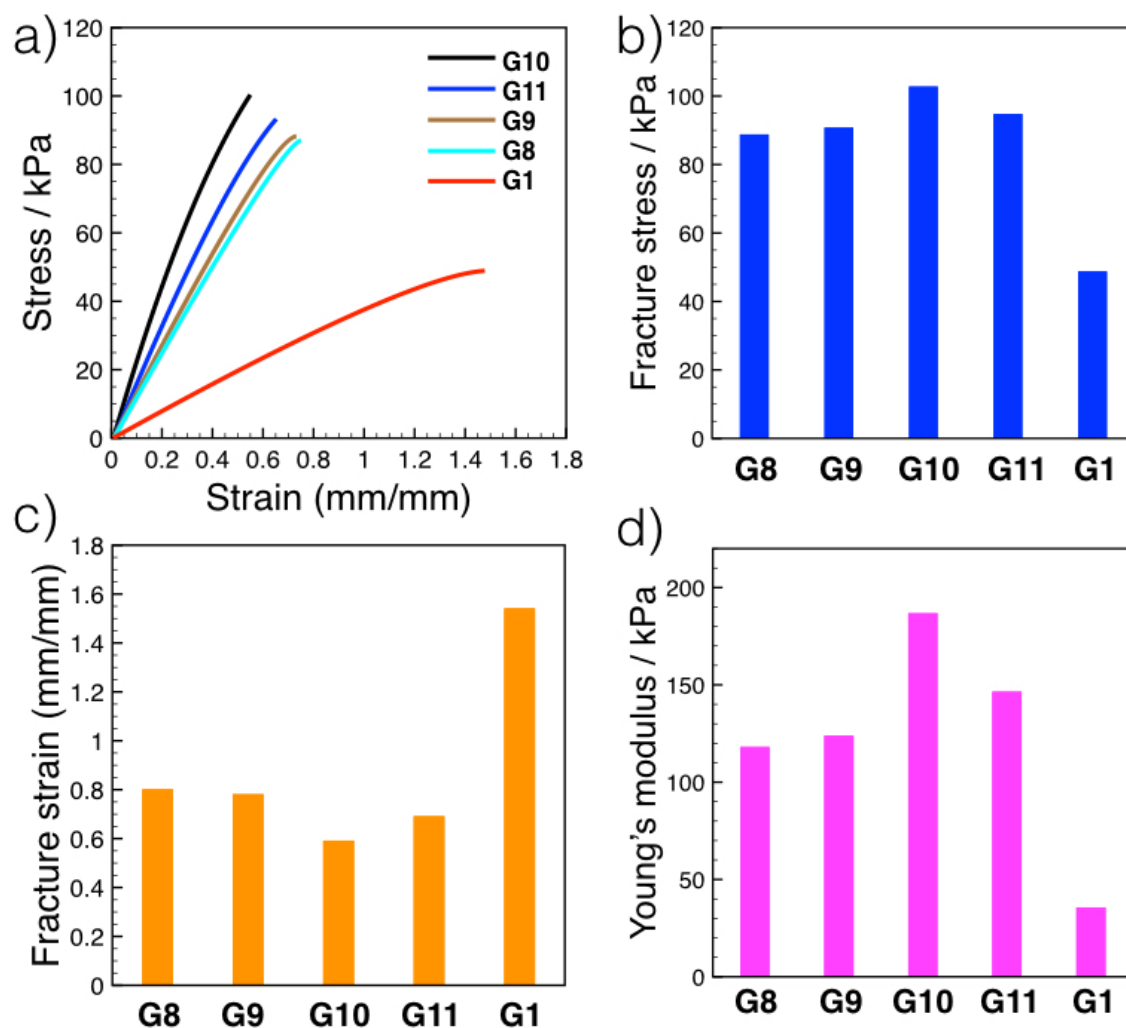 a)
Stress / kPa
120
100
80
60
40
20
0
G10
G11
G9
G8
G1
0 0.2 0.4 0.6 0.8 1 1.2 1.4 1.6 1.8
Strain (mm/mm)
b)
Fracture stress / kPa
120
100
80
60
40
20
0
G8 G9 G10 G11 G1
c)
Fracture strain (mm/mm)
1.8
1.6
1.4
1.2
1
0.8
0.6
0.4
0.2
0
G8 G9 G10 G11 G1
d)
Young's modulus / kPa
200
150
100
50
0
G8 G9 G10 G11 G1